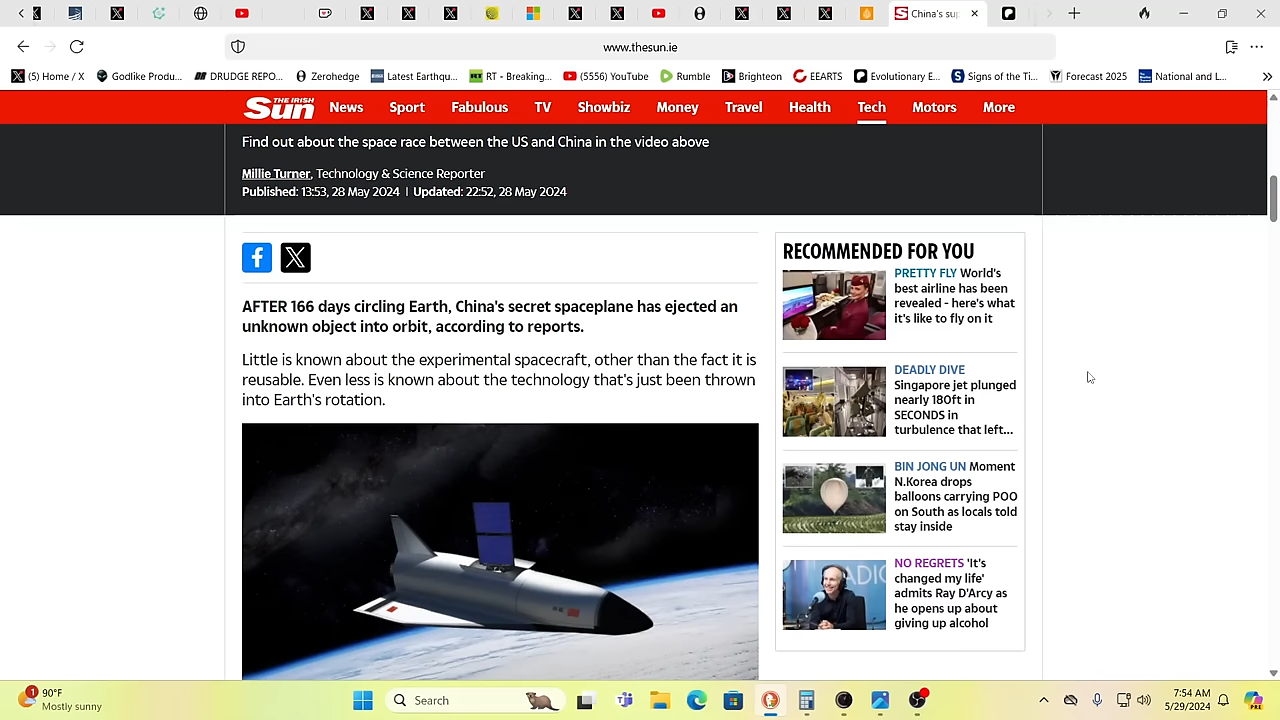 China's sup
www.thesun.ie
(5) Home / X
Godlike Produ...
DRUDGE REPO...
Zerohedge
Latest Earthqu...
RT - Breaking...
(5556) YouTube
Rumble
Brighteon
EEARTS
Evolutionary E...
Signs of the Ti...
Forecast 2025
National and L...
THE IRISH
Sun
News
Sport
Fabulous
TV
Showbiz
Money
Travel
Health
Tech
Motors
More
Find out about the space race between the US and China in the video above
Millie Turner, Technology & Science Reporter
Published: 13:53, 28 May 2024 | Updated: 22:52, 28 May 2024
AFTER 166 days circling Earth, China's secret spaceplane has ejected an
unknown object into orbit, according to reports.
Little is known about the experimental spacecraft, other than the fact it is
reusable. Even less is known about the technology that's just been thrown
into Earth's rotation.
RECOMMENDED FOR YOU
PRETTY FLY World's
best airline has been
revealed - here's what
it's like to fly on it
DEADLY DIVE
Singapore jet plunged
nearly 180ft in
SECONDS in
turbulence that left...
BIN JONG UN Moment
N.Korea drops
balloons carrying POO
on South as locals told
stay inside
NO REGRETS 'It's
changed my life'
admits Ray D'Arcy as
he opens up about
giving up alcohol
1
90°F
Mostly sunny
Search
7:54 AM
5/29/2024
PRE